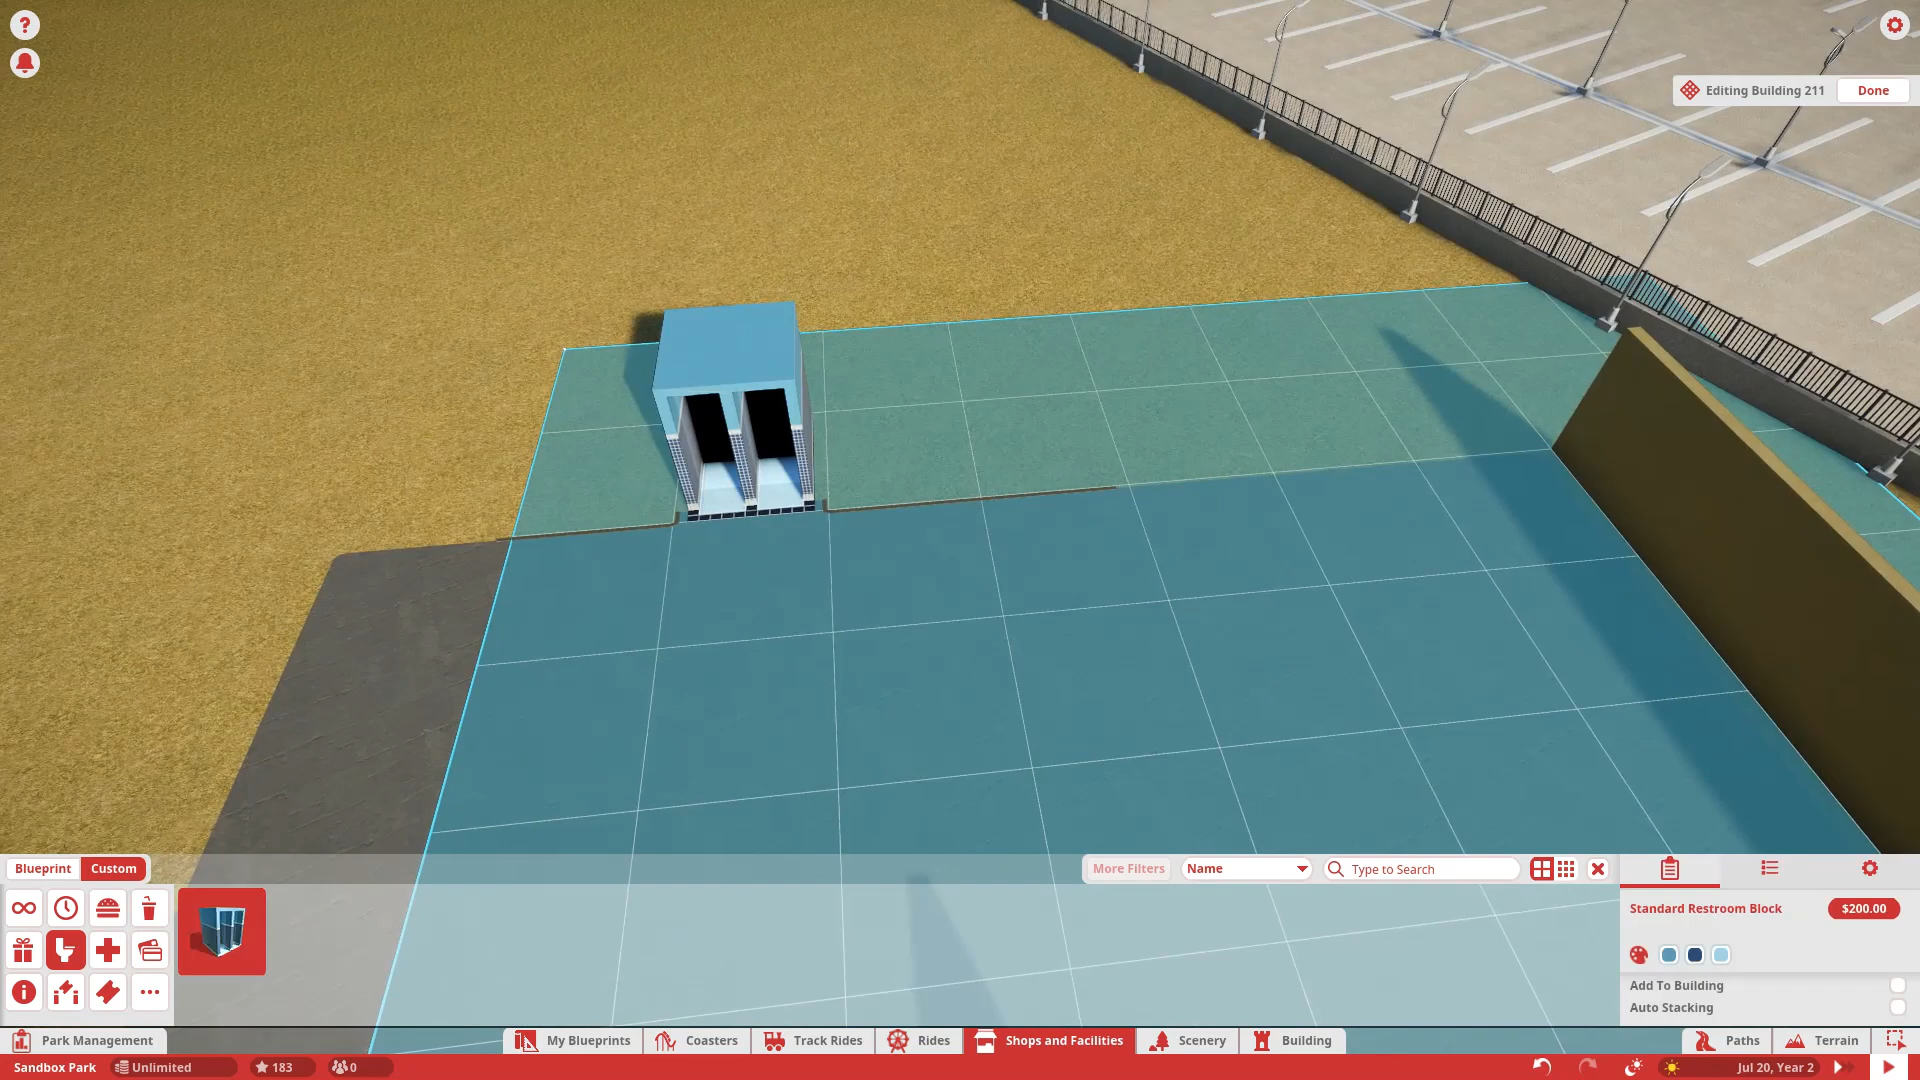 Editing Building 211
Done
Blueprint
Custom
More Filters
Name
Type to Search
Standard Restroom Block
$200.00
Add To Building
Auto Stacking
Park Management
My Blueprints
Coasters
Track Rides
Rides
Shops and Facilities
Scenery
Building
Paths
Terrain
Sandbox Park
Unlimited
183
0
Jul 20, Year 2